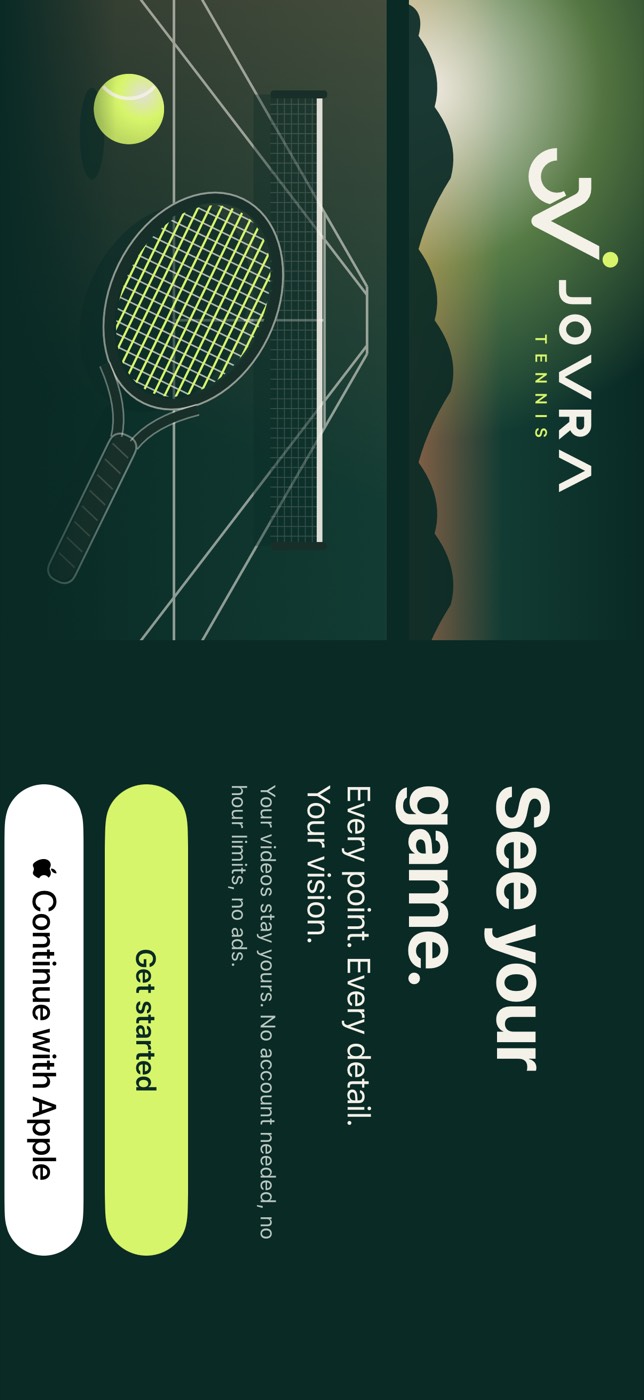 JOVRA
TENNIS
See your
game.
Every point. Every detail.
Your vision.
Your videos stay yours. No account needed, no
hour limits, no ads.
Get started
Continue with Apple